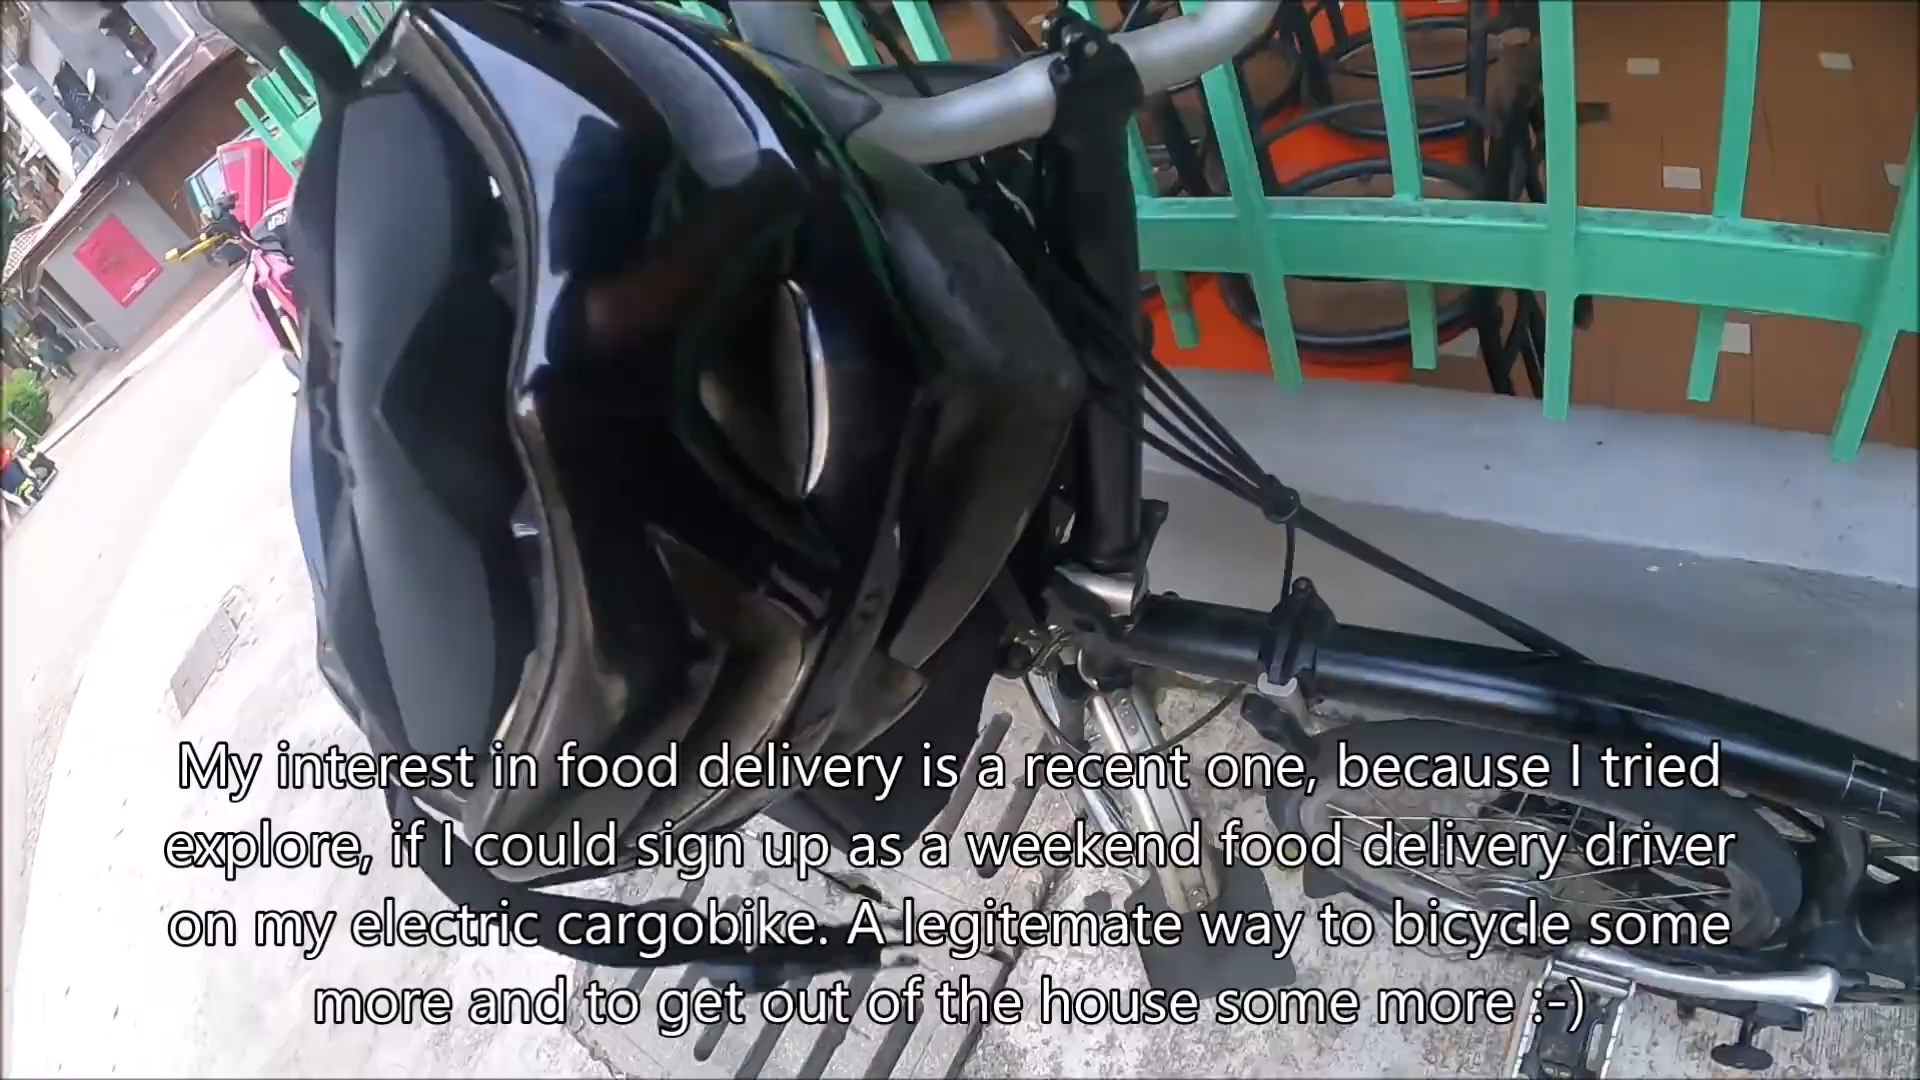 My interest in food delivery is a recent one, because I tried
explore, if I could sign up as a weekend food delivery driver
on my electric cargobike. A legitemate way to bicycle some
more and to get out of the house some more :-)